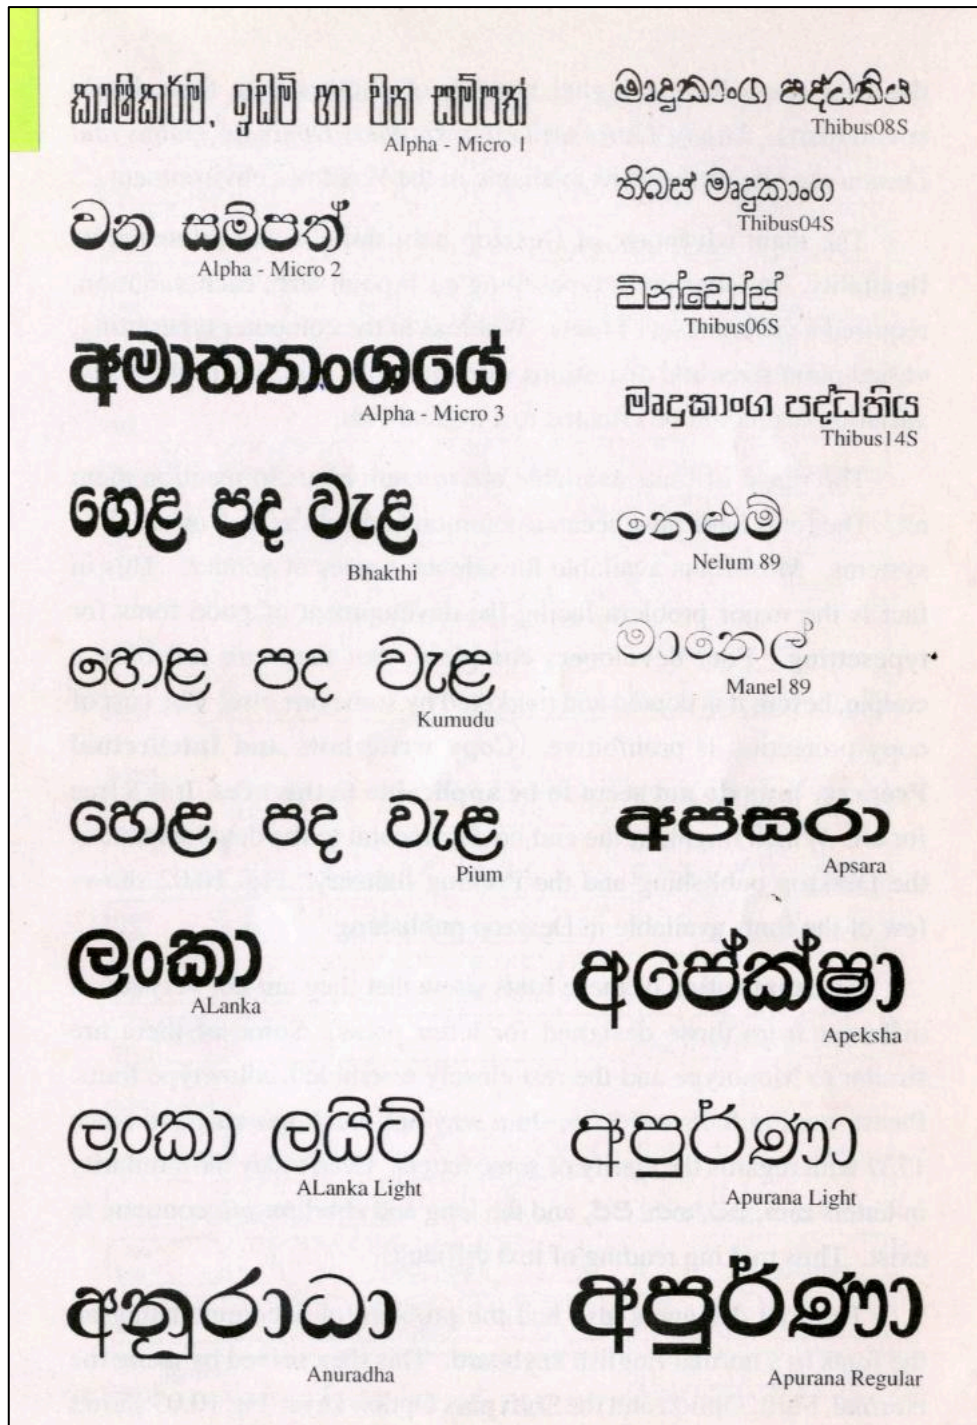 කෘෂිකර්ම, ඉඩම් හා වන සම්පත්
Alpha - Micro 1
වන සම්පත්
Alpha - Micro 2
අමාත්‍යාංශයේ
Alpha - Micro 3
හෙළ පද වැළ
Bhakthi
හෙළ පද වැළ
Kumudu
හෙළ පද වැළ
Pium
ලංකා
ALanka
ලංකා ලයිට්
ALanka Light
අනුරාධා
Anuradha
මෘදුකාංග පද්ධතිය
Thibus08S
තිබස් මෘදුකාංග
Thibus04S
වින්ඩෝස්
Thibus06S
මෘදුකාංග පද්ධතිය
Thibus14S
නෙළුම්
Nelum 89
මානෙල්
Manel 89
අප්සරා
Apsara
අපේක්ෂා
Apeksha
අපූර්ණා
Apurana Light
අපූර්ණා
Apurana Regular